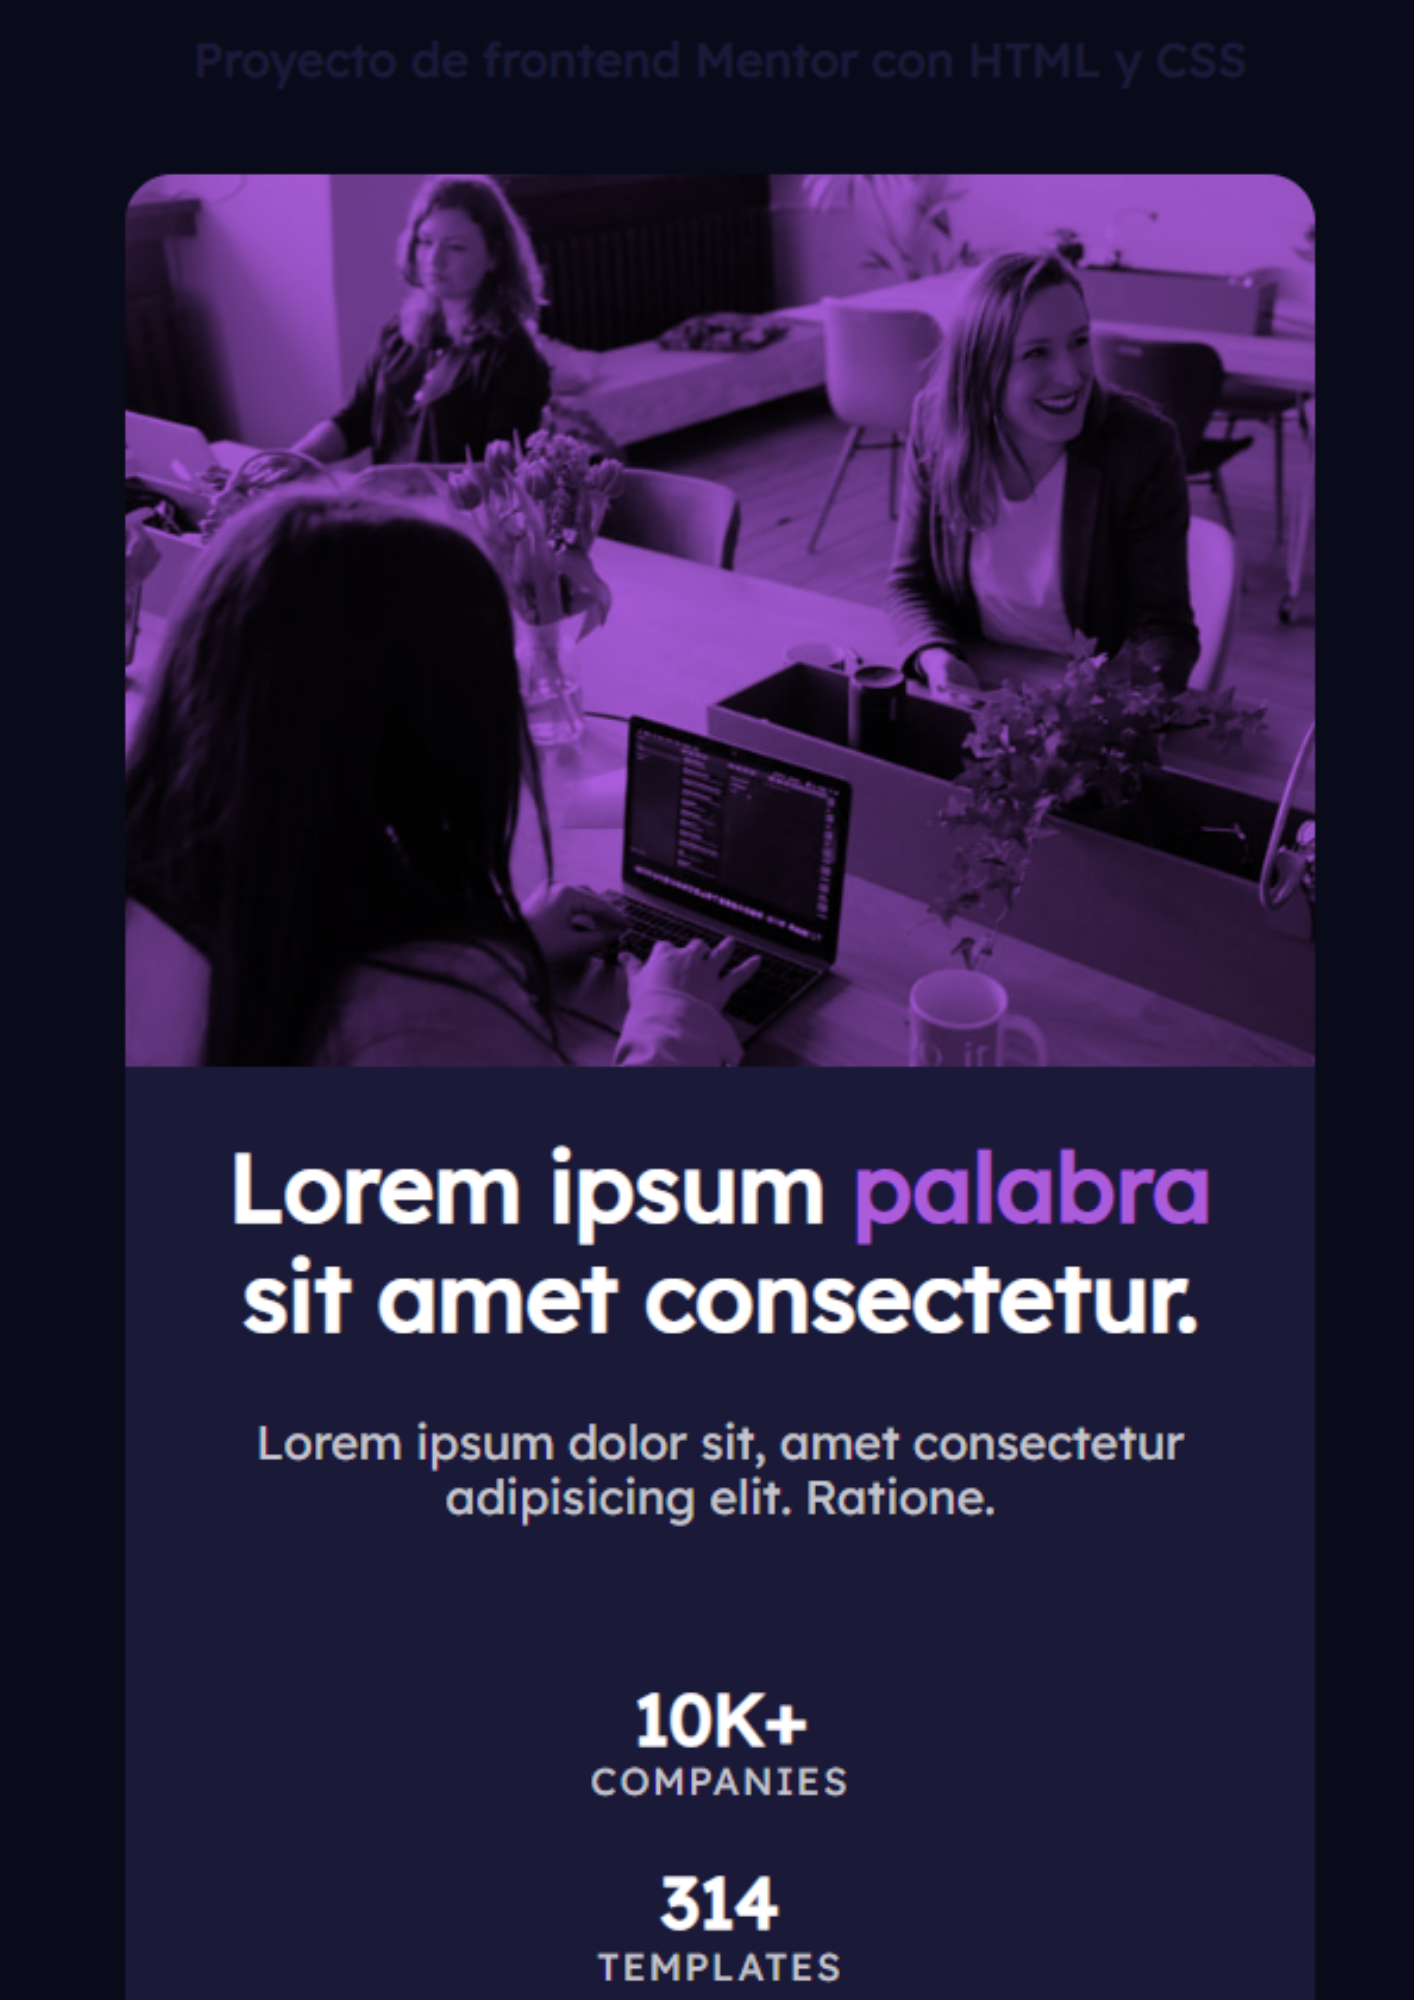 Proyecto de frontend Mentor con HTML y CSS
Lorem ipsum palabra
sit amet consectetur.
Lorem ipsum dolor sit, amet consectetur
adipisicing elit. Ratione.
10K+
COMPANIES
314
TEMPLATES